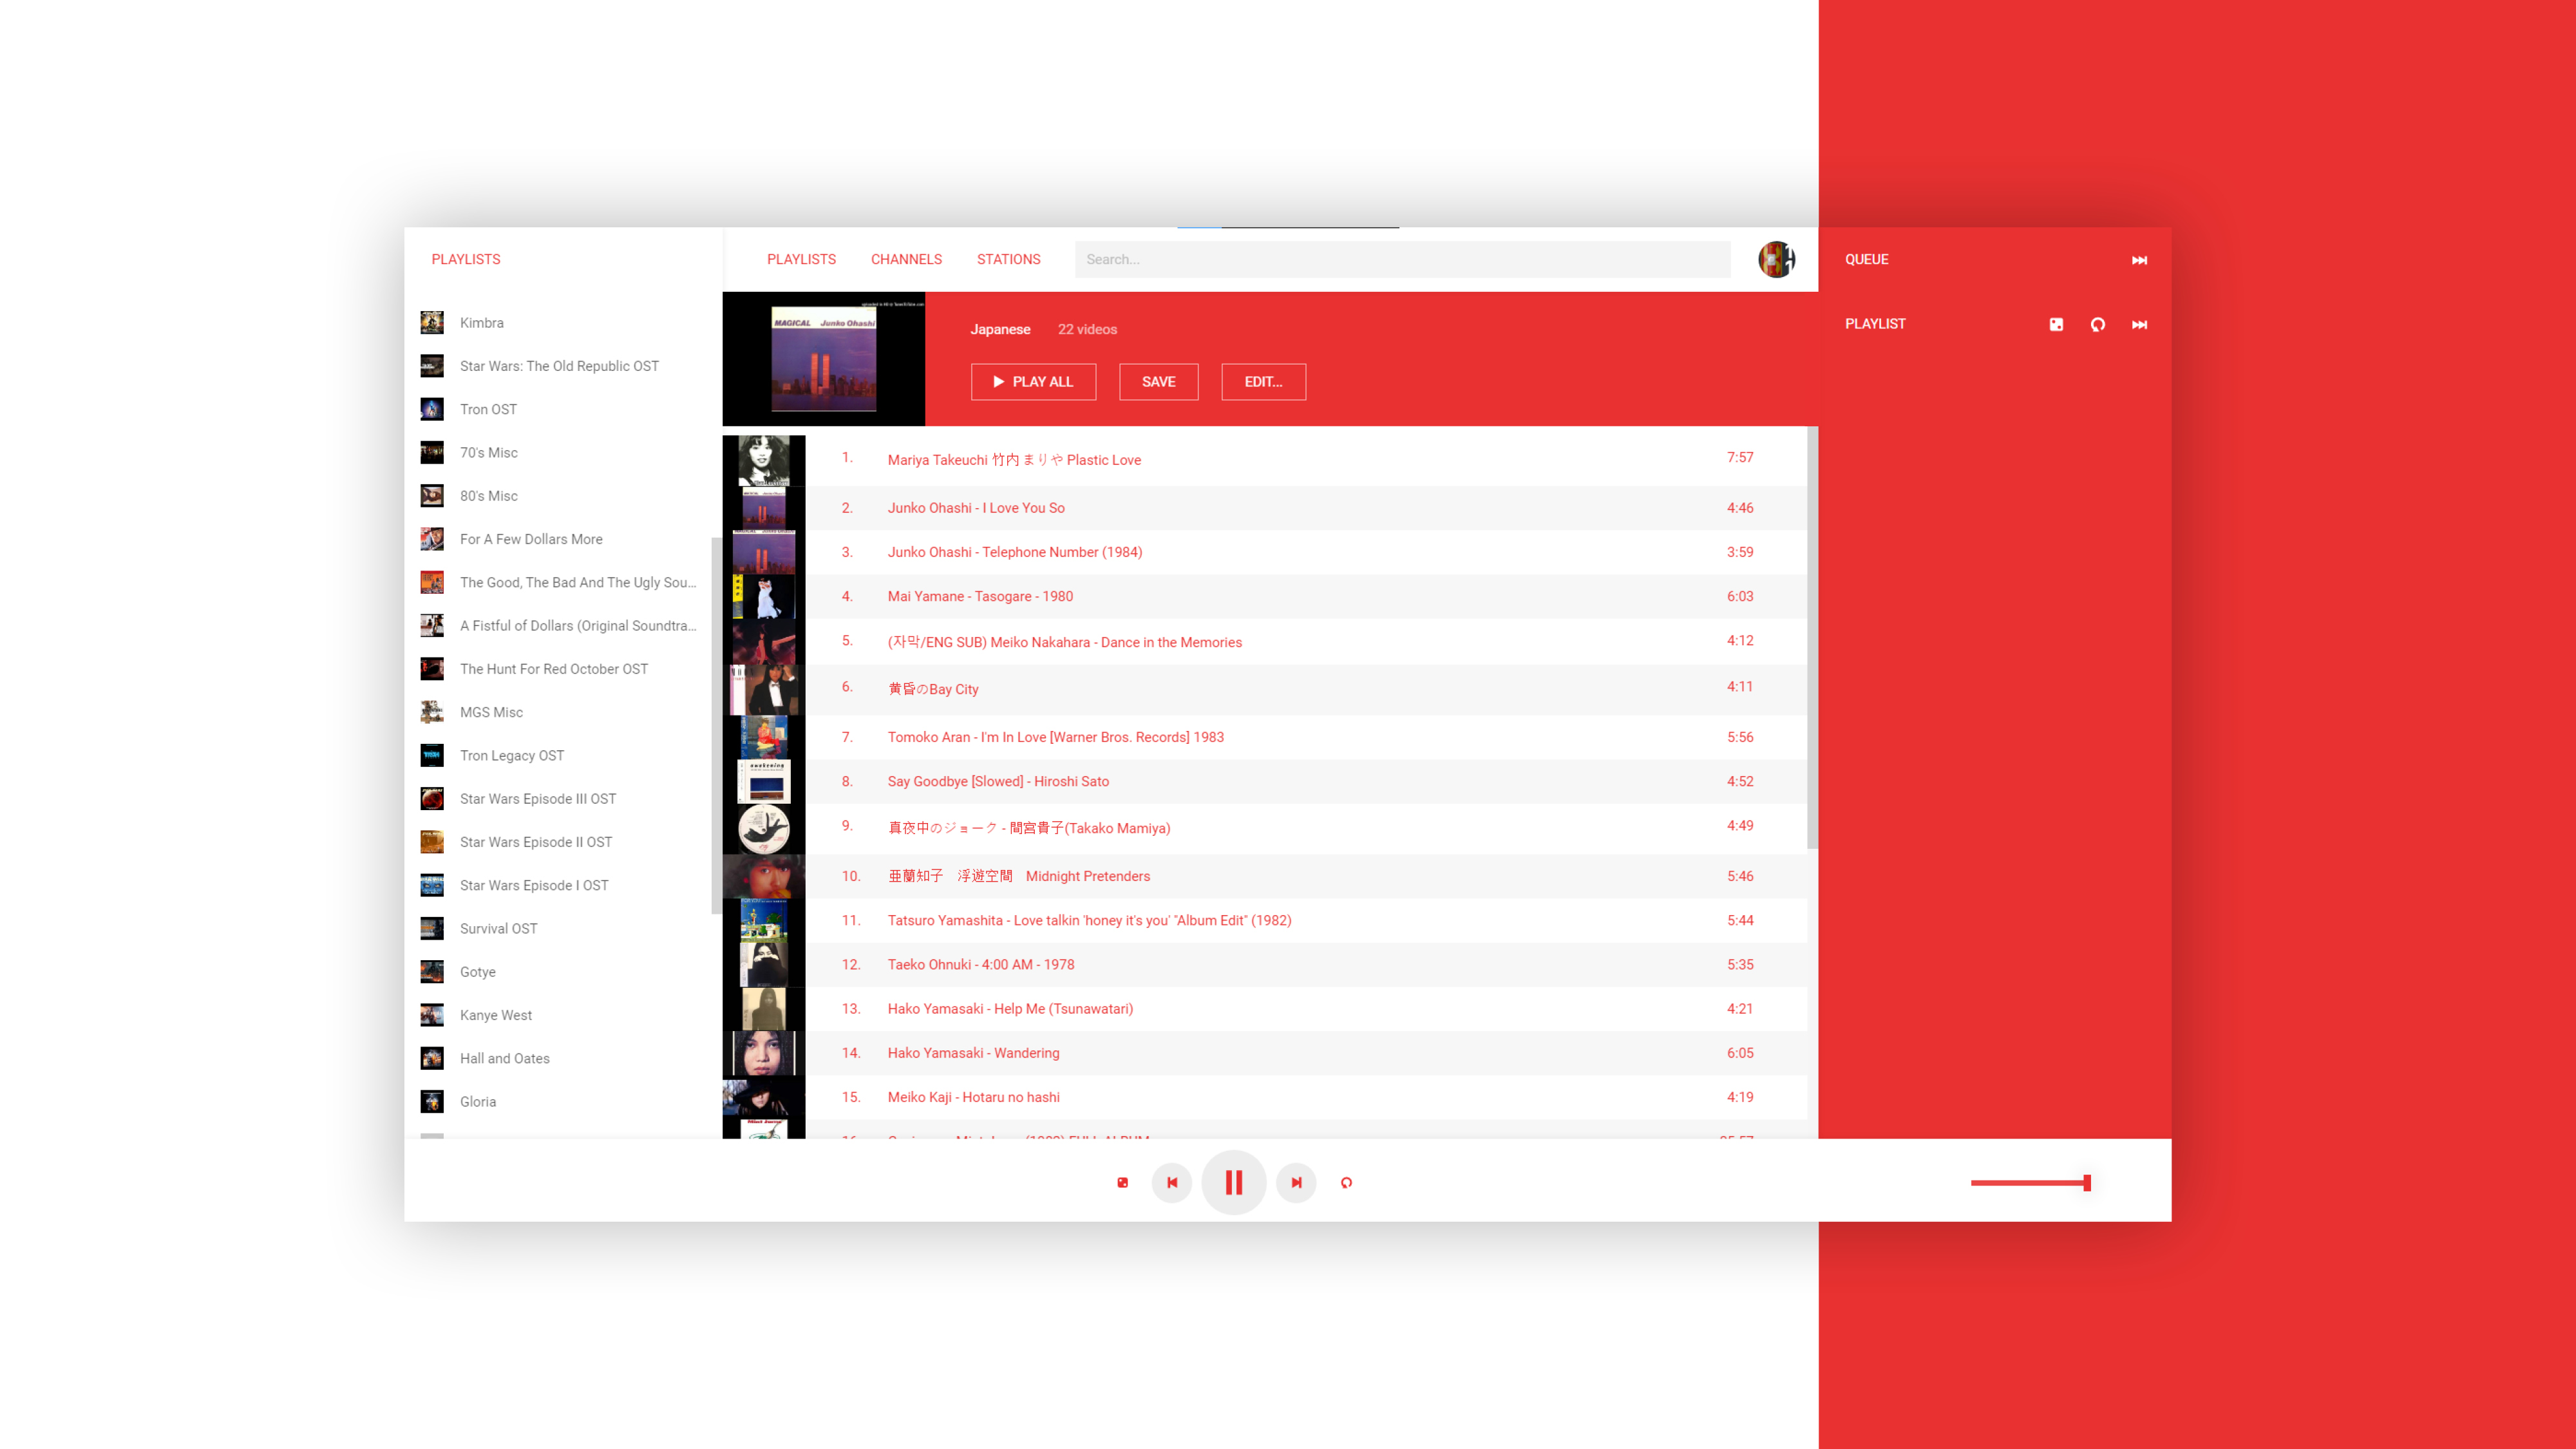 PLAYLISTS
Kimbra
Star Wars: The Old Republic OST
Tron OST
70's Misc
80's Misc
For A Few Dollars More
The Good, The Bad And The Ugly Sou...
A Fistful of Dollars (Original Soundtra...
The Hunt For Red October OST
MGS Misc
Tron Legacy OST
Star Wars Episode III OST
Star Wars Episode II OST
Star Wars Episode I OST
Survival OST
Gotye
Kanye West
Hall and Oates
Gloria
PLAYLISTS CHANNELS STATIONS Search...
MAGICAL Junko Ohashi
Japanese 22 videos
PLAY ALL SAVE EDIT...
1. Mariya Takeuchi 竹内 まりや Plastic Love 7:57
2. Junko Ohashi - I Love You So 4:46
3. Junko Ohashi - Telephone Number (1984) 3:59
4. Mai Yamane - Tasogare - 1980 6:03
5. (자막/ENG SUB) Meiko Nakahara - Dance in the Memories 4:12
6. 黄昏のBay City 4:11
7. Tomoko Aran - I'm In Love [Warner Bros. Records] 1983 5:56
8. Say Goodbye [Slowed] - Hiroshi Sato 4:52
9. 真夜中のジョーク - 間宮貴子(Takako Mamiya) 4:49
10. 亜蘭知子　浮遊空間　Midnight Pretenders 5:46
11. Tatsuro Yamashita - Love talkin 'honey it's you' "Album Edit" (1982) 5:44
12. Taeko Ohnuki - 4:00 AM - 1978 5:35
13. Hako Yamasaki - Help Me (Tsunawatari) 4:21
14. Hako Yamasaki - Wandering 6:05
15. Meiko Kaji - Hotaru no hashi 4:19
QUEUE
PLAYLIST